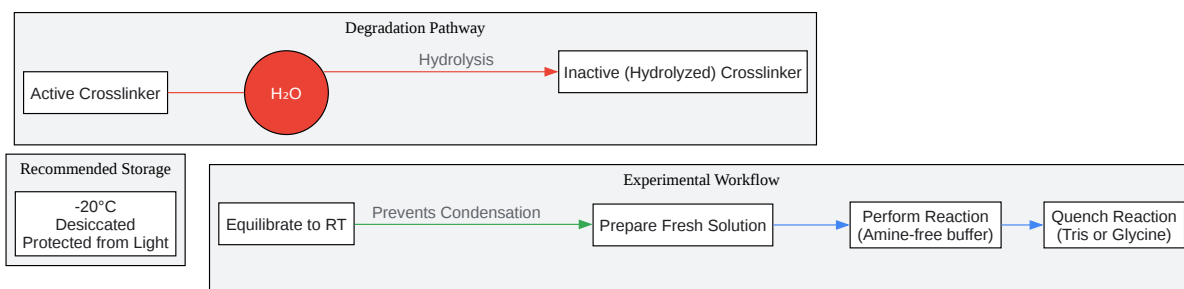 Degradation Pathway
Active Crosslinker
H₂O
Hydrolysis
Inactive (Hydrolyzed) Crosslinker
Recommended Storage
-20°C
Desiccated
Protected from Light
Experimental Workflow
Equilibrate to RT
Prevents Condensation
Prepare Fresh Solution
Perform Reaction
(Amine-free buffer)
Quench Reaction
(Tris or Glycine)